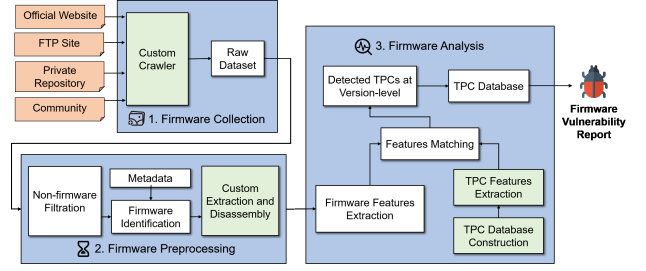 Official Website
FTP Site
Private
Repository
Community
Custom
Crawler
Raw
Dataset
1. Firmware Collection
Non-firmware
Filtration
Metadata
Firmware
Identification
Custom
Extraction and
Disassembly
2. Firmware Preprocessing
3. Firmware Analysis
Detected TPCs at
Version-level
TPC Database
Features Matching
Firmware Features
Extraction
TPC Features
Extraction
TPC Database
Construction
Firmware
Vulnerability
Report